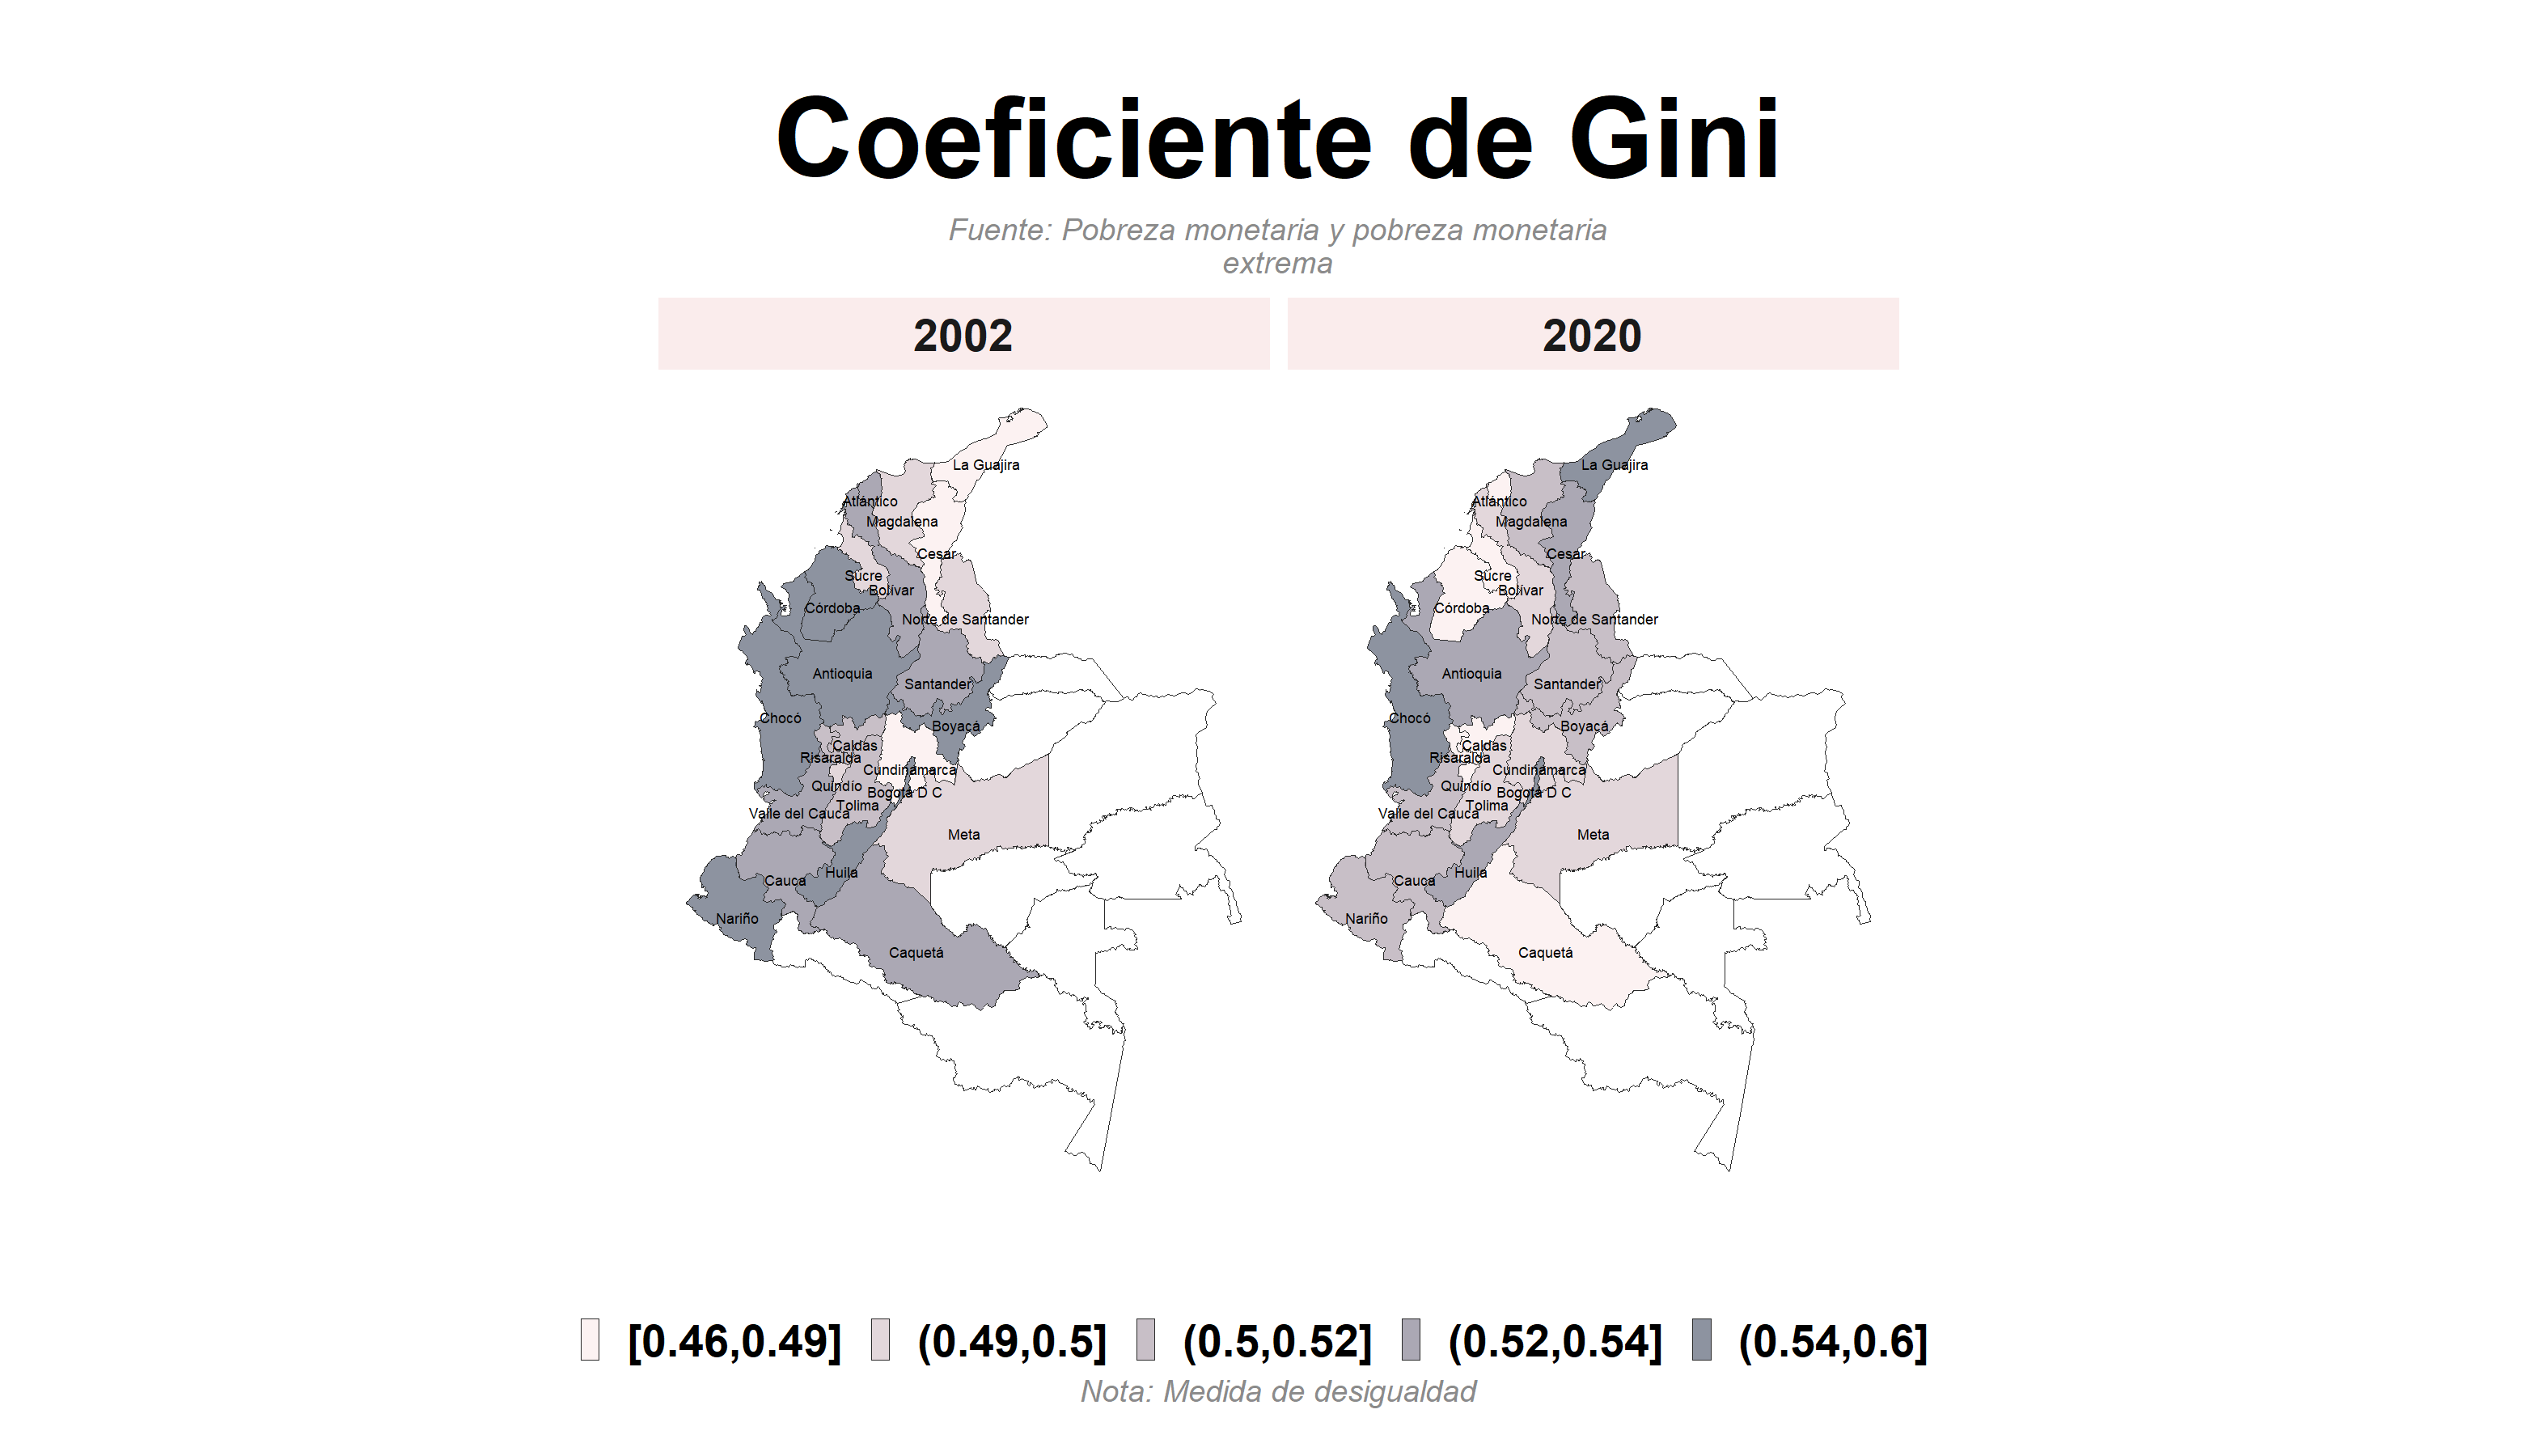 Coeficiente de Gini
Fuente: Pobreza monetaria y pobreza monetaria
extrema
2002
2020
La Guajira
Atlántico
Magdalena
Cesar
Sucre
Bolívar
Córdoba
Norte de Santander
Antioquia
Santander
Chocó
Boyacá
Caldas
Risaralda
Cundinamarca
Quindío
Bogotá D C
Tolima
Valle del Cauca
Meta
Huila
Cauca
Nariño
Caquetá
La Guajira
Atlántico
Magdalena
Cesar
Sucre
Bolívar
Córdoba
Norte de Santander
Antioquia
Santander
Chocó
Boyacá
Caldas
Risaralda
Cundinamarca
Quindío
Bogotá D C
Tolima
Valle del Cauca
Meta
Huila
Cauca
Nariño
Caquetá
[0.46,0.49] (0.49,0.5] (0.5,0.52] (0.52,0.54] (0.54,0.6]
Nota: Medida de desigualdad